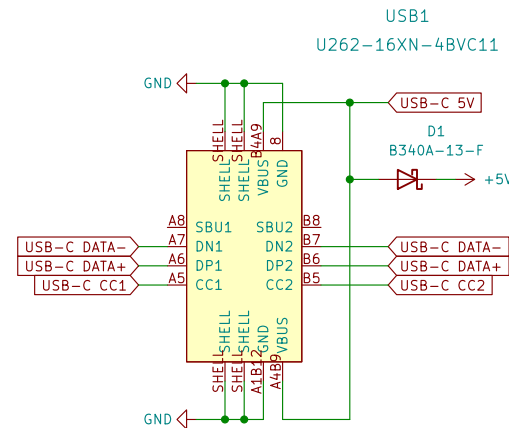 USB1
U262-16XN-4BVC11
GND
SHELL
SHELL
B4A9
8
SHELL
SHELL
VBUS
GND
USB-C 5V
D1
B340A-13-F
+5V
A8
SBU1
SBU2
B8
USB-C DATA-
A7
DN1
DN2
B7
USB-C DATA-
USB-C DATA+
A6
DP1
DP2
B6
USB-C DATA+
USB-C CC1
A5
CC1
CC2
B5
USB-C CC2
SHELL
SHELL
GND
VBUS
SHELL
SHELL
A1B12
A4B9
GND